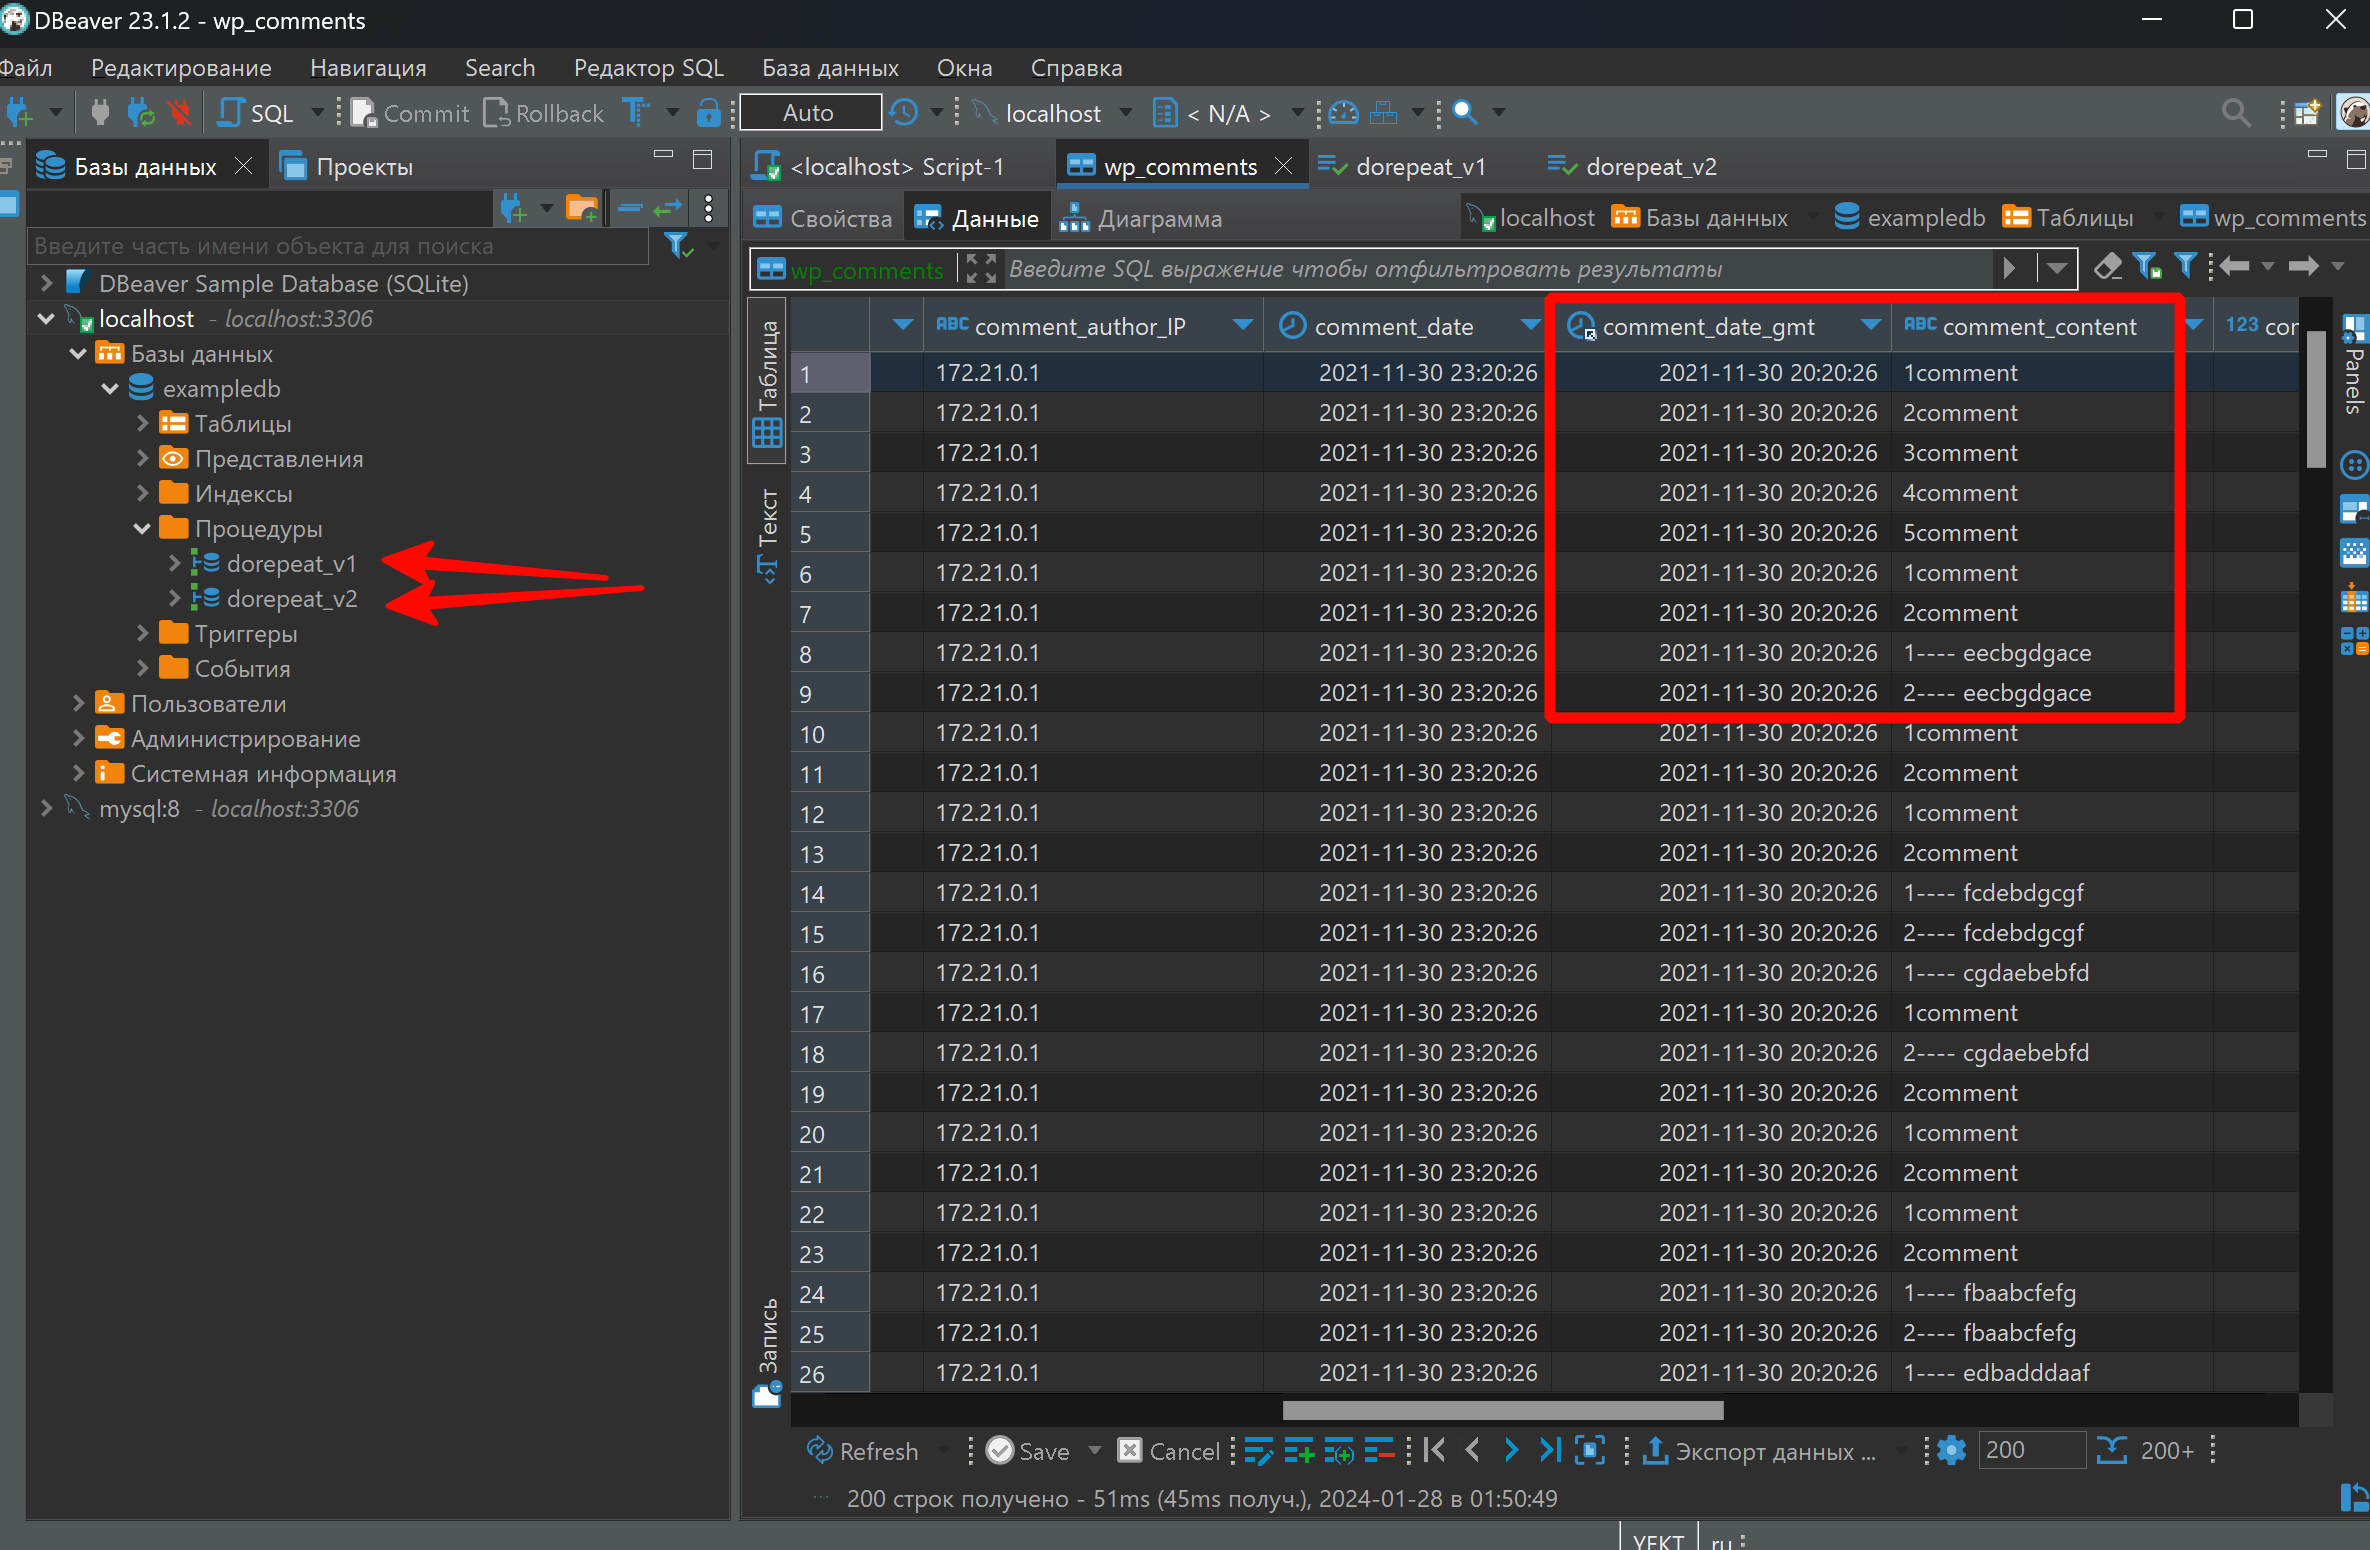 DBeaver 23.1.2 - wp_comments
Файл Редактирование Навигация Search Редактор SQL База данных Окна Справка
SQL Commit Rollback Auto localhost < N/A >
Базы данных Проекты
<localhost> Script-1 wp_comments dorepeat_v1 dorepeat_v2
Свойства Данные Диаграмма localhost Базы данных exampledb Таблицы wp_comments
Введите часть имени объекта для поиска
wp_comments Введите SQL выражение чтобы отфильтровать результаты
DBeaver Sample Database (SQLite)
localhost - localhost:3306
Базы данных
exampledb
Таблицы
Представления
Индексы
Процедуры
dorepeat_v1
dorepeat_v2
Триггеры
События
Пользователи
Администрирование
Системная информация
mysql:8 - localhost:3306
Таблица
Текст
Запись
ABC comment_author_IP comment_date comment_date_gmt ABC comment_content 123 cor
1 172.21.0.1 2021-11-30 23:20:26 2021-11-30 20:20:26 1comment
2 172.21.0.1 2021-11-30 23:20:26 2021-11-30 20:20:26 2comment
3 172.21.0.1 2021-11-30 23:20:26 2021-11-30 20:20:26 3comment
4 172.21.0.1 2021-11-30 23:20:26 2021-11-30 20:20:26 4comment
5 172.21.0.1 2021-11-30 23:20:26 2021-11-30 20:20:26 5comment
6 172.21.0.1 2021-11-30 23:20:26 2021-11-30 20:20:26 1comment
7 172.21.0.1 2021-11-30 23:20:26 2021-11-30 20:20:26 2comment
8 172.21.0.1 2021-11-30 23:20:26 2021-11-30 20:20:26 1---- eecbgdgace
9 172.21.0.1 2021-11-30 23:20:26 2021-11-30 20:20:26 2---- eecbgdgace
10 172.21.0.1 2021-11-30 23:20:26 2021-11-30 20:20:26 1comment
11 172.21.0.1 2021-11-30 23:20:26 2021-11-30 20:20:26 2comment
12 172.21.0.1 2021-11-30 23:20:26 2021-11-30 20:20:26 1comment
13 172.21.0.1 2021-11-30 23:20:26 2021-11-30 20:20:26 2comment
14 172.21.0.1 2021-11-30 23:20:26 2021-11-30 20:20:26 1---- fcdebdgcgf
15 172.21.0.1 2021-11-30 23:20:26 2021-11-30 20:20:26 2---- fcdebdgcgf
16 172.21.0.1 2021-11-30 23:20:26 2021-11-30 20:20:26 1---- cgdaebebfd
17 172.21.0.1 2021-11-30 23:20:26 2021-11-30 20:20:26 1comment
18 172.21.0.1 2021-11-30 23:20:26 2021-11-30 20:20:26 2---- cgdaebebfd
19 172.21.0.1 2021-11-30 23:20:26 2021-11-30 20:20:26 2comment
20 172.21.0.1 2021-11-30 23:20:26 2021-11-30 20:20:26 1comment
21 172.21.0.1 2021-11-30 23:20:26 2021-11-30 20:20:26 2comment
22 172.21.0.1 2021-11-30 23:20:26 2021-11-30 20:20:26 1comment
23 172.21.0.1 2021-11-30 23:20:26 2021-11-30 20:20:26 2comment
24 172.21.0.1 2021-11-30 23:20:26 2021-11-30 20:20:26 1---- fbaabcfefg
25 172.21.0.1 2021-11-30 23:20:26 2021-11-30 20:20:26 2---- fbaabcfefg
26 172.21.0.1 2021-11-30 23:20:26 2021-11-30 20:20:26 1---- edbadddaaf
Panels
Refresh Save Cancel Экспорт данных ... 200 200+
200 строк получено - 51ms (45ms получ.), 2024-01-28 в 01:50:49
YEKT ru